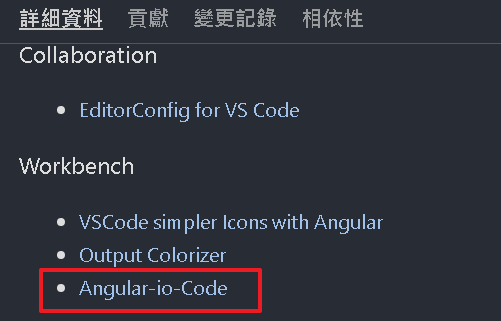 詳細資料 貢獻 變更記錄 相依性
Collaboration
EditorConfig for VS Code
Workbench
VSCode simpler Icons with Angular
Output Colorizer
Angular-io-Code